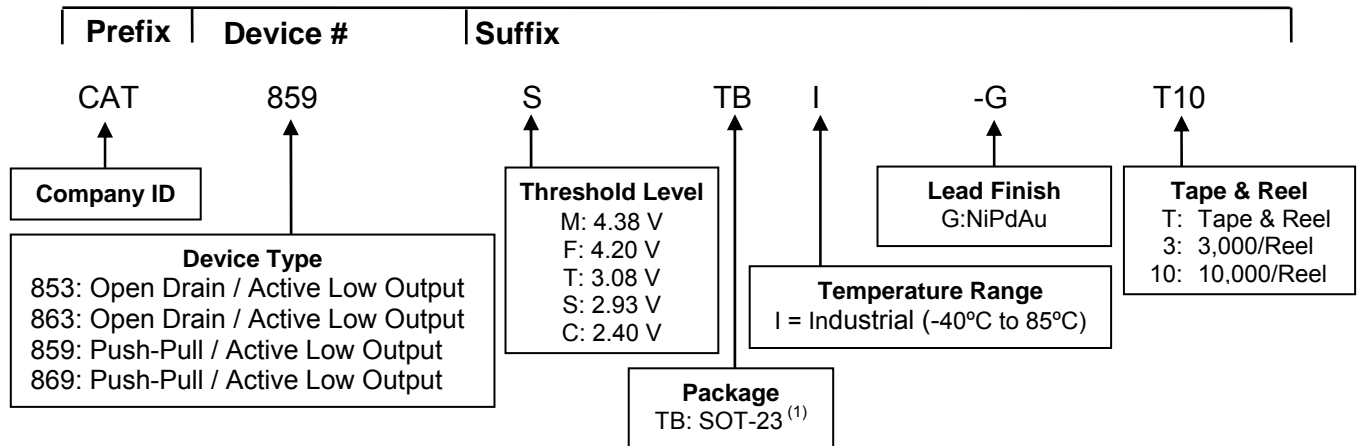 Prefix Device # Suffix
CAT 859 S TB I -G T10
Company ID
Device Type
853: Open Drain / Active Low Output
863: Open Drain / Active Low Output
859: Push-Pull / Active Low Output
869: Push-Pull / Active Low Output
Threshold Level
M: 4.38 V
F: 4.20 V
T: 3.08 V
S: 2.93 V
C: 2.40 V
Package
TB: SOT-23 (1)
Temperature Range
I = Industrial (-40ºC to 85ºC)
Lead Finish
G:NiPdAu
Tape & Reel
T: Tape & Reel
3: 3,000/Reel
10: 10,000/Reel